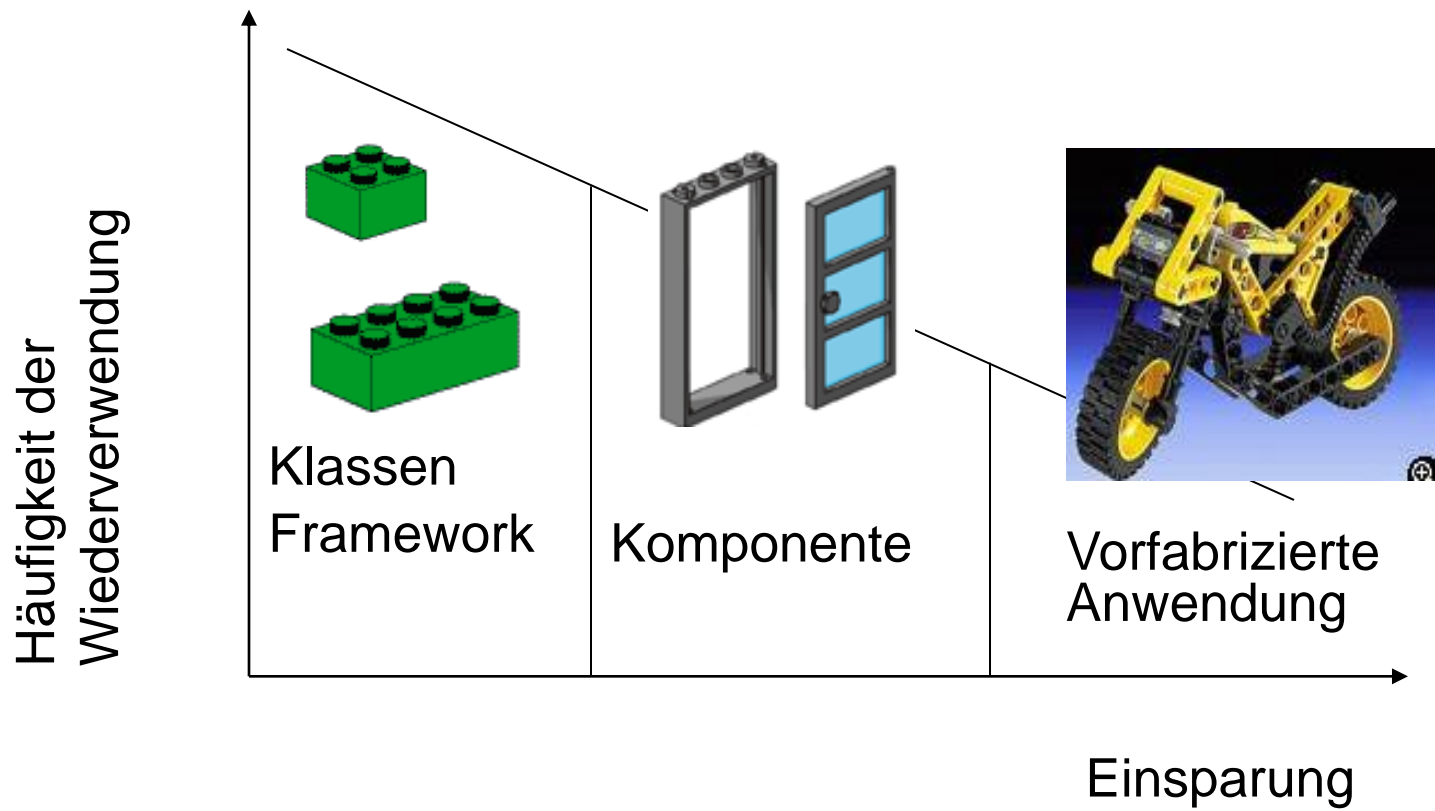 Häufigkeit der
Wiederverwendung
Klassen
Framework
Komponente
Vorfabrizierte
Anwendung
Einsparung